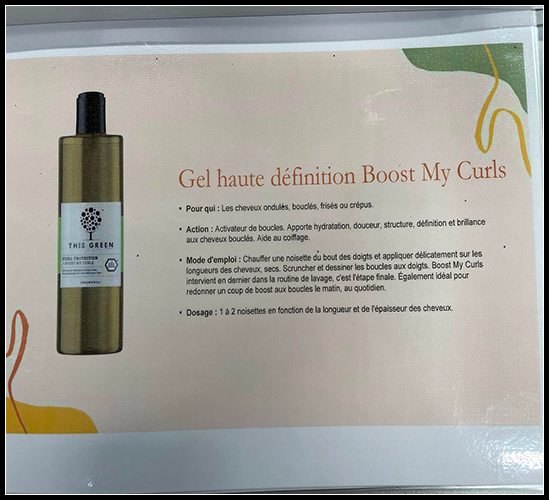 Gel haute définition Boost My Curls
• Pour qui : Les cheveux ondulés, bouclés, frisés ou crépus.
• Action : Activateur de boucles. Apporte hydratation, douceur, structure, définition et brillance
aux cheveux bouclés. Aide au coiffage.
• Mode d'emploi : Chauffer une noisette du bout des doigts et appliquer délicatement sur les
longueurs des cheveux, secs. Scruncher et dessiner les boucles aux doigts. Boost My Curls
intervient en dernier dans la routine de lavage, c'est l'étape finale. Également idéal pour
redonner un coup de boost aux boucles le matin, au quotidien.
• Dosage : 1 à 2 noisettes en fonction de la longueur et de l'épaisseur des cheveux.
THIS GREEN
PROTECTION
BOOST MY CURLS